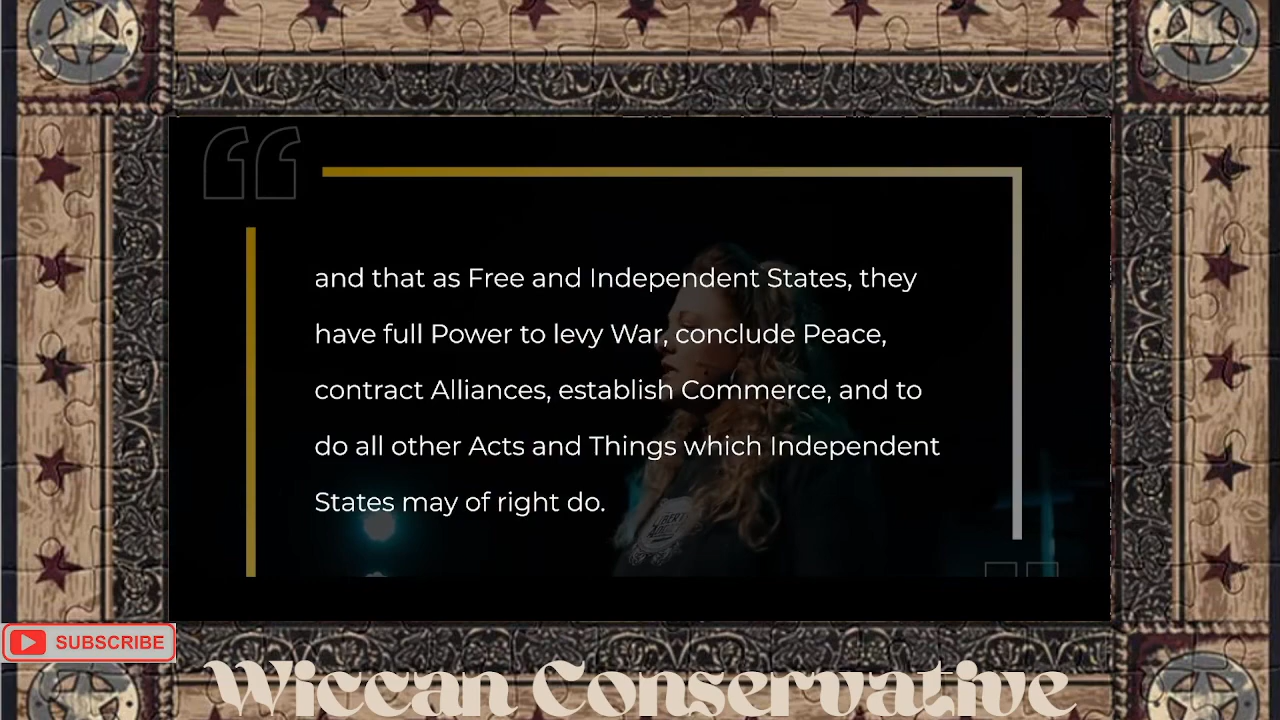 and that as Free and Independent States, they
have full Power to levy War, conclude Peace,
contract Alliances, establish Commerce, and to
do all other Acts and Things which Independent
States may of right do.
SUBSCRIBE
Wiccan Conservative